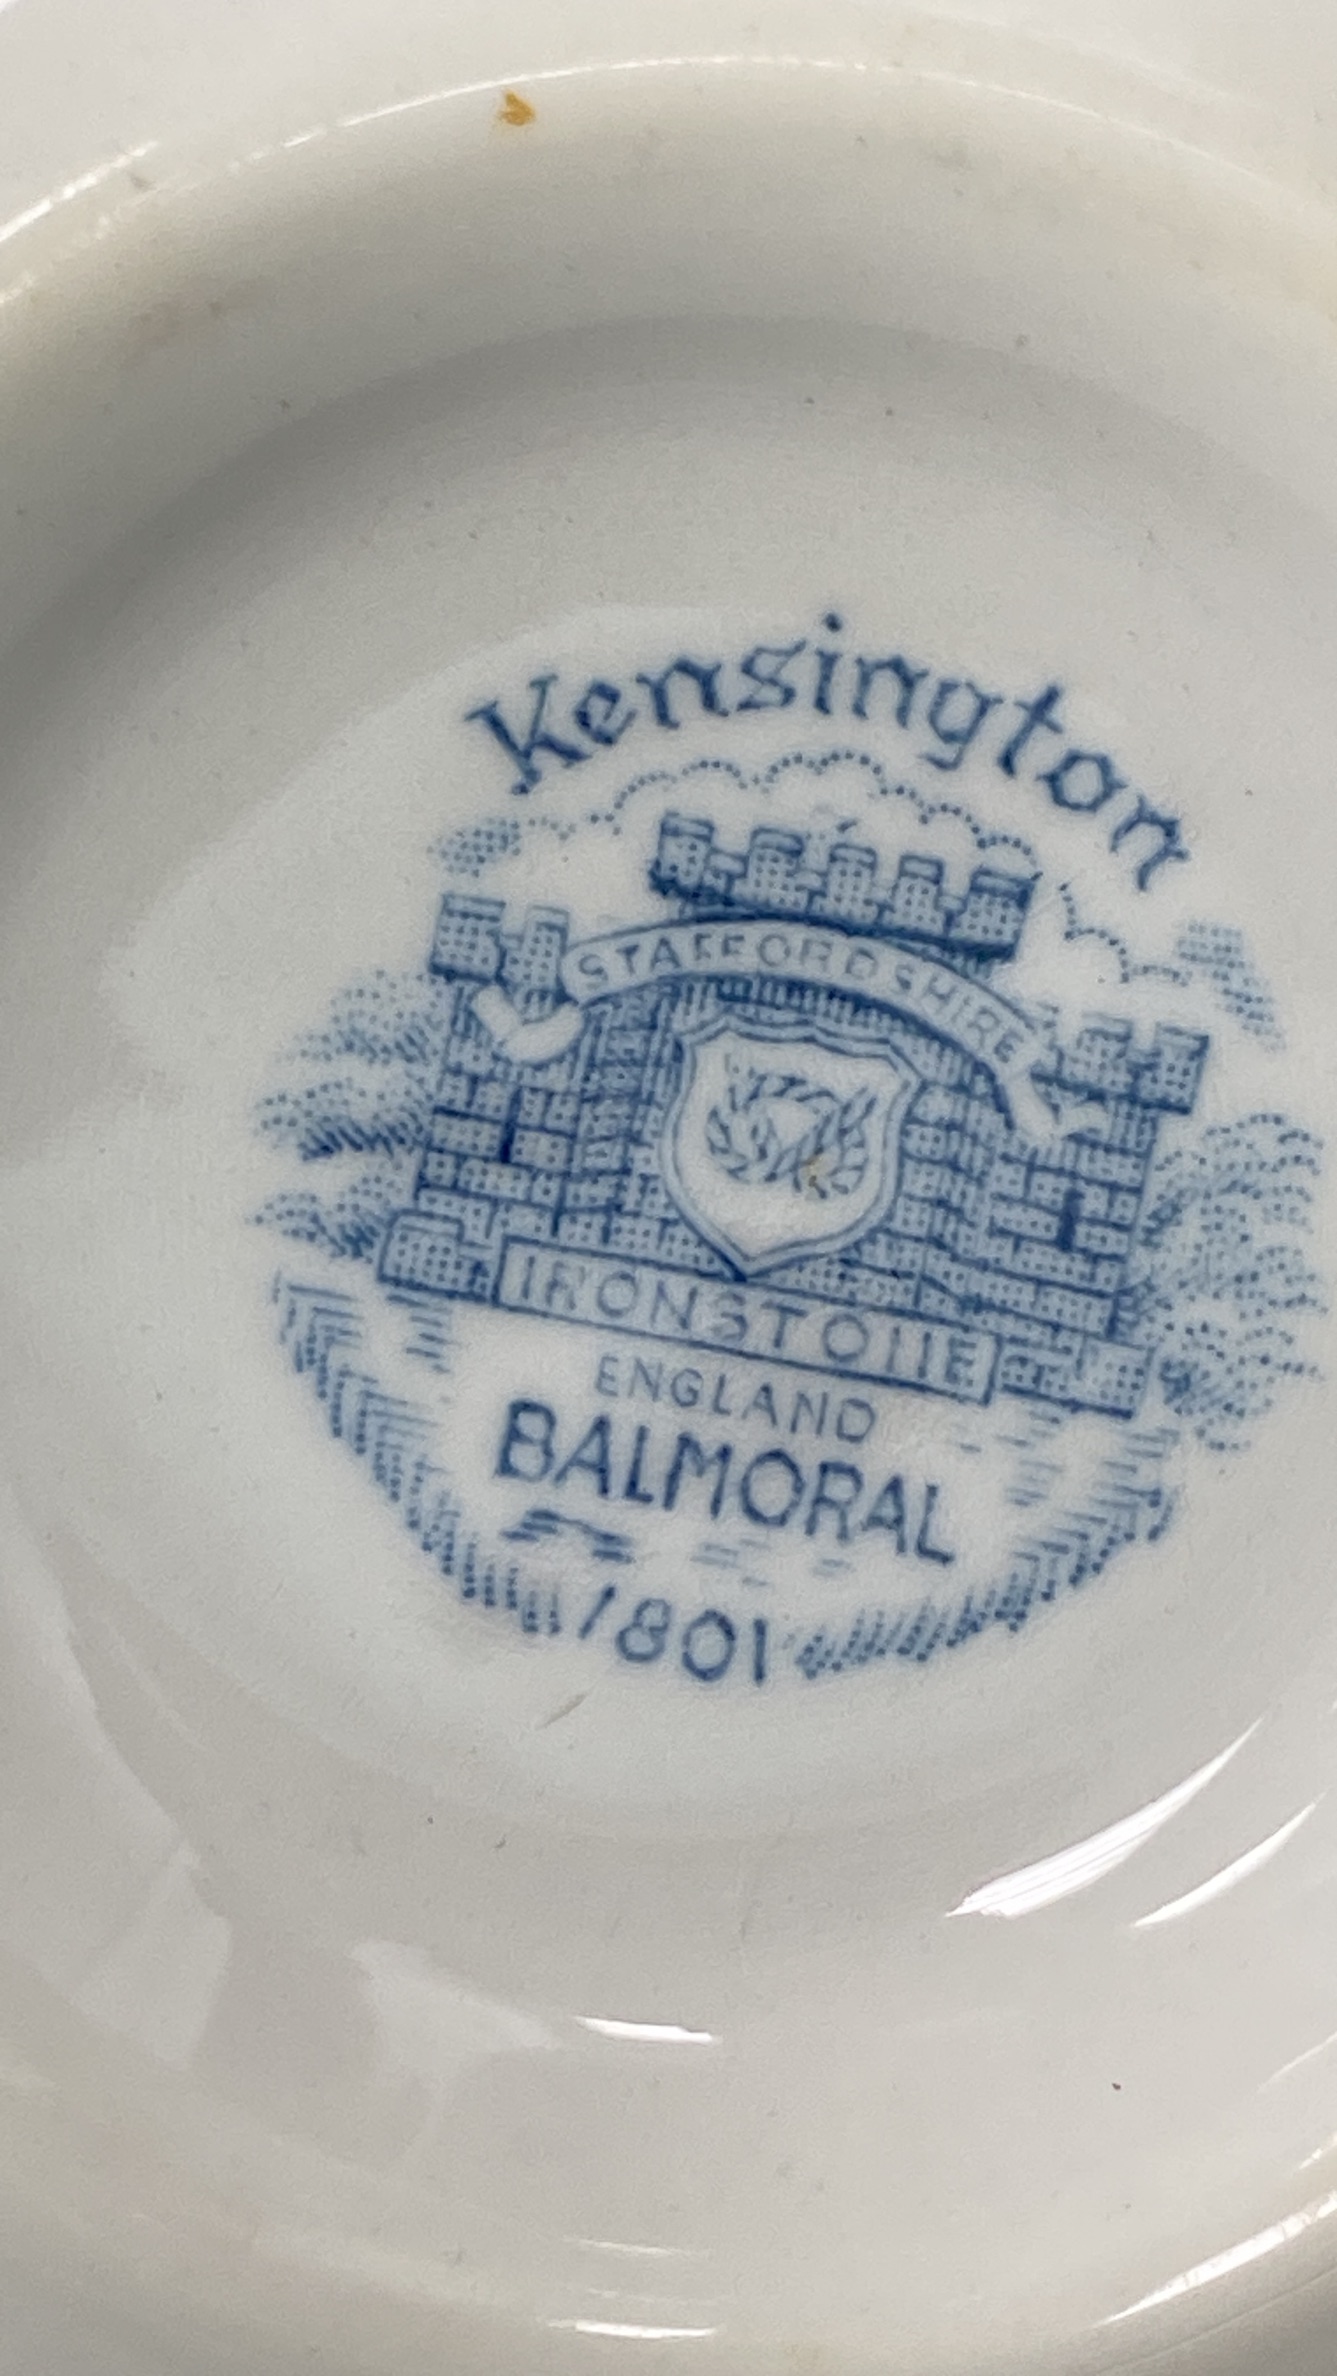 Kensington
STAFFORDSHIRE
IRONSTONE
ENGLAND
BALMORAL
1801